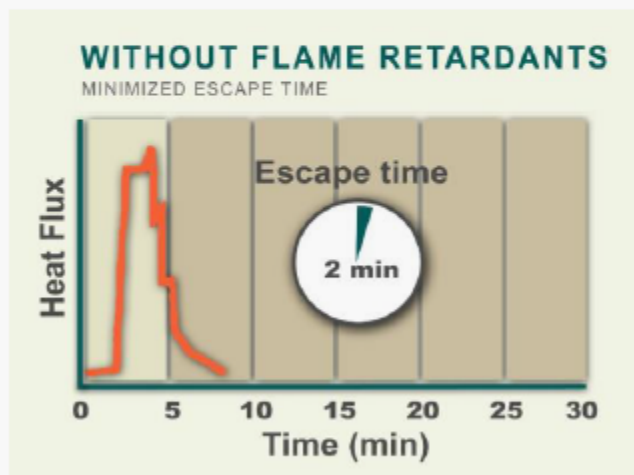 WITHOUT FLAME RETARDANTS
MINIMIZED ESCAPE TIME
Escape time
2 min
Heat Flux
0 5 10 15 20 25 30
Time (min)